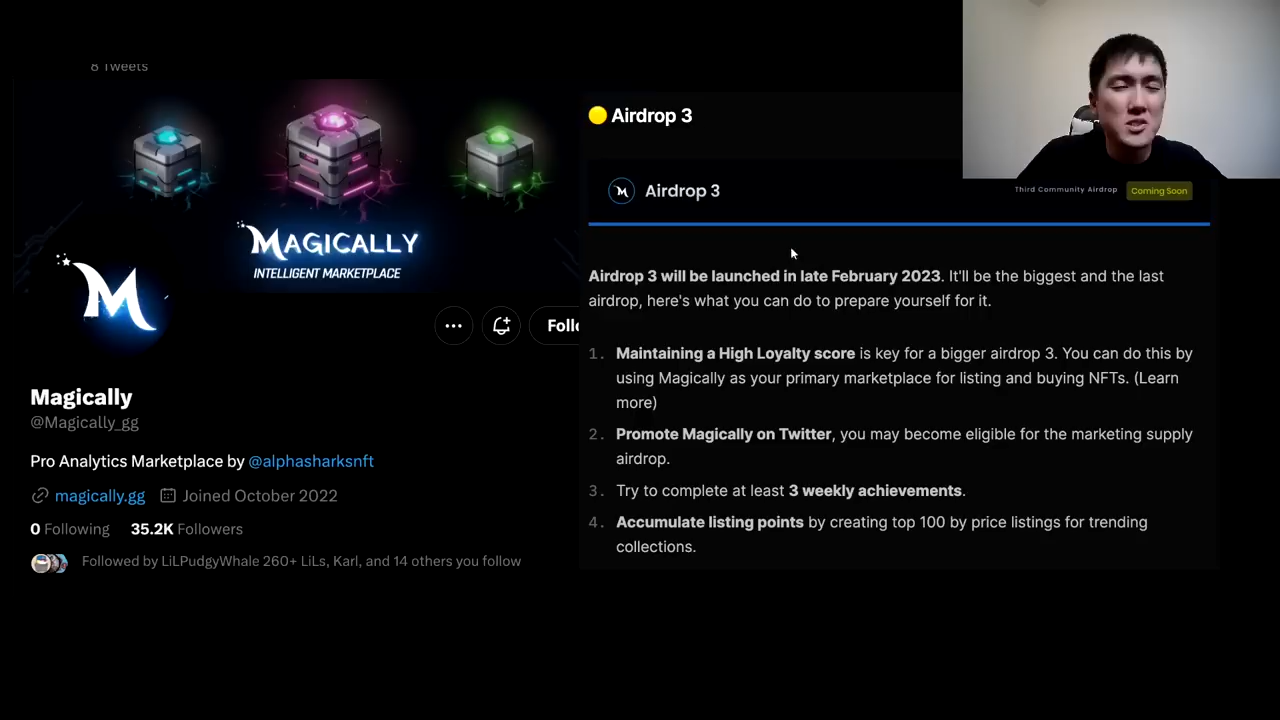 8 Tweets
MAGICALLY
INTELLIGENT MARKETPLACE
M
Follo
Magically
@Magically_gg
Pro Analytics Marketplace by @alphasharksnft
magically.gg Joined October 2022
0 Following 35.2K Followers
Followed by LiLPudgyWhale 260+ LiLs, Karl, and 14 others you follow
Airdrop 3
M Airdrop 3
Third Community Airdrop Coming Soon
Airdrop 3 will be launched in late February 2023. It'll be the biggest and the last
airdrop, here's what you can do to prepare yourself for it.
1. Maintaining a High Loyalty score is key for a bigger airdrop 3. You can do this by
using Magically as your primary marketplace for listing and buying NFTs. (Learn
more)
2. Promote Magically on Twitter, you may become eligible for the marketing supply
airdrop.
3. Try to complete at least 3 weekly achievements.
4. Accumulate listing points by creating top 100 by price listings for trending
collections.